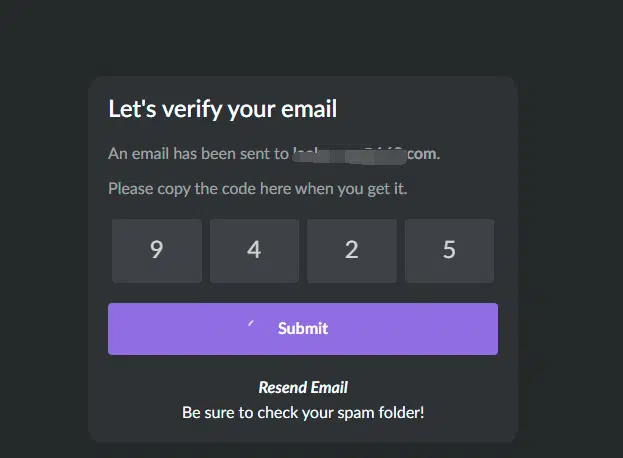 Let's verify your email
An email has been sent to com.
Please copy the code here when you get it.
9 4 2 5
Submit
Resend Email
Be sure to check your spam folder!